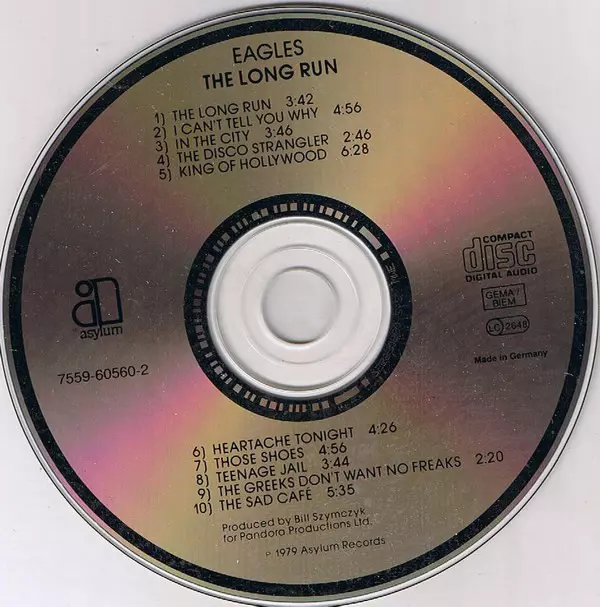 EAGLES
THE LONG RUN
1) THE LONG RUN 3:42
2) I CAN'T TELL YOU WHY 4:56
3) IN THE CITY 3:46
4) THE DISCO STRANGLER 2:46
5) KING OF HOLLYWOOD 6:28
COMPACT
disc
DIGITAL AUDIO
GEMA/
BIEM
LC 2648
Made in Germany
asylum
7559-60560-2
6) HEARTACHE TONIGHT 4:26
7) THOSE SHOES 4:56
8) TEENAGE JAIL 3:44
9) THE GREEKS DON'T WANT NO FREAKS 2:20
10) THE SAD CAFÉ 5:35
Produced by Bill Szymczyk
for Pandora Productions Ltd.
℗ 1979 Asylum Records